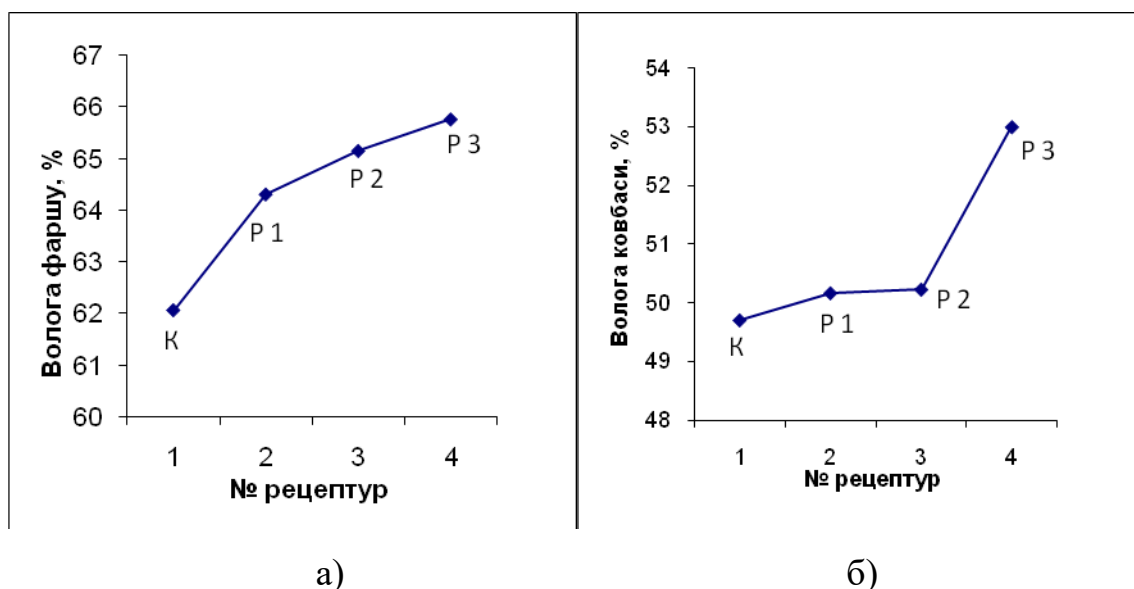 67
66
65
64
63
62
61
60
Волога фаршу, %
К
Р 1
Р 2
Р 3
1 2 3 4
№ рецептур
а)
54
53
52
51
50
49
48
Волога ковбаси, %
К
Р 1
Р 2
Р 3
1 2 3 4
№ рецептур
б)